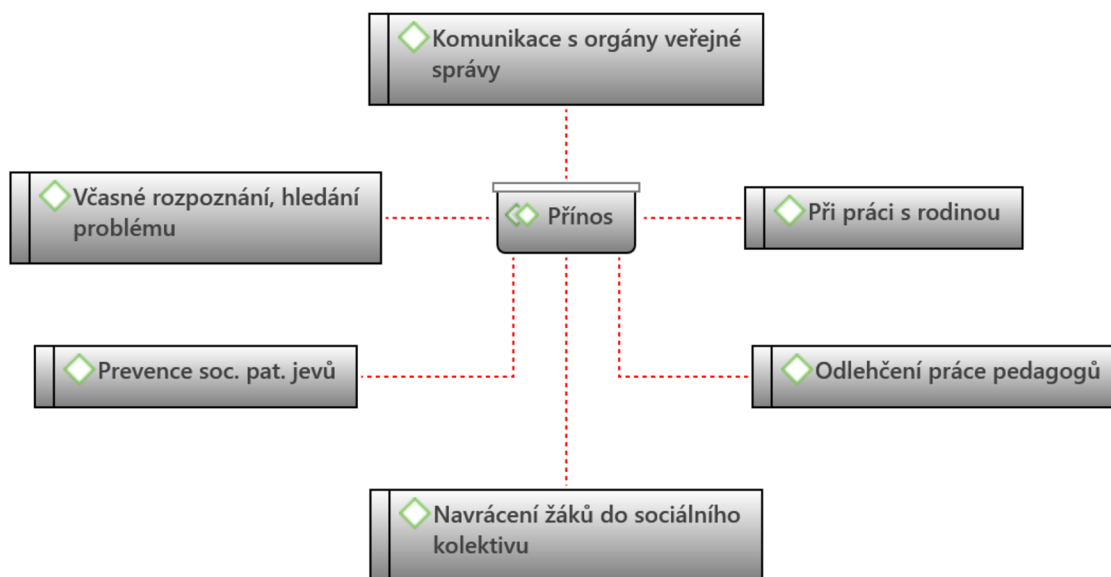 Komunikace s orgány veřejné
správy
Včasné rozpoznání, hledání
problému
Přínos
Při práci s rodinou
Prevence soc. pat. jevů
Odlehčení práce pedagogů
Navrácení žáků do sociálního
kolektivu